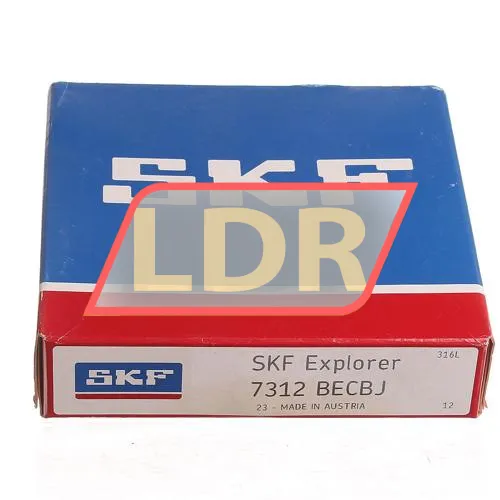 SKF
LDR
SKF
SKF Explorer
316L
7312 BECBJ
23 - MADE IN AUSTRIA
12